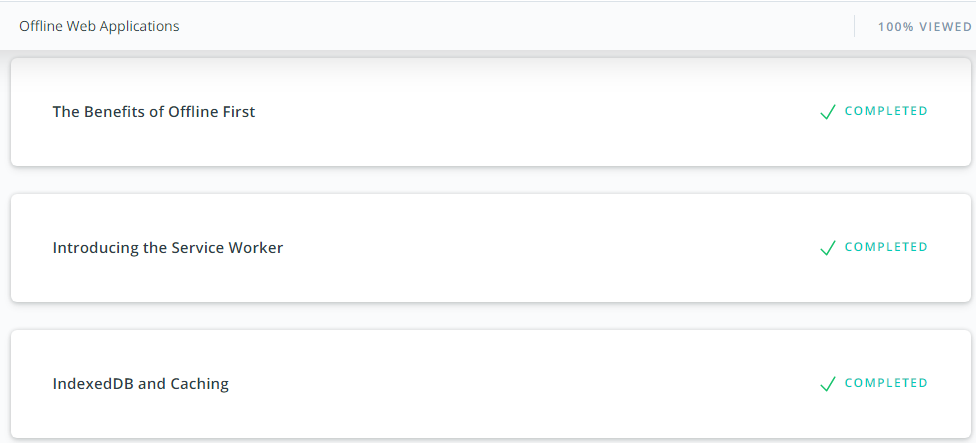 Offline Web Applications
100% VIEWED
The Benefits of Offline First
COMPLETED
Introducing the Service Worker
COMPLETED
IndexedDB and Caching
COMPLETED